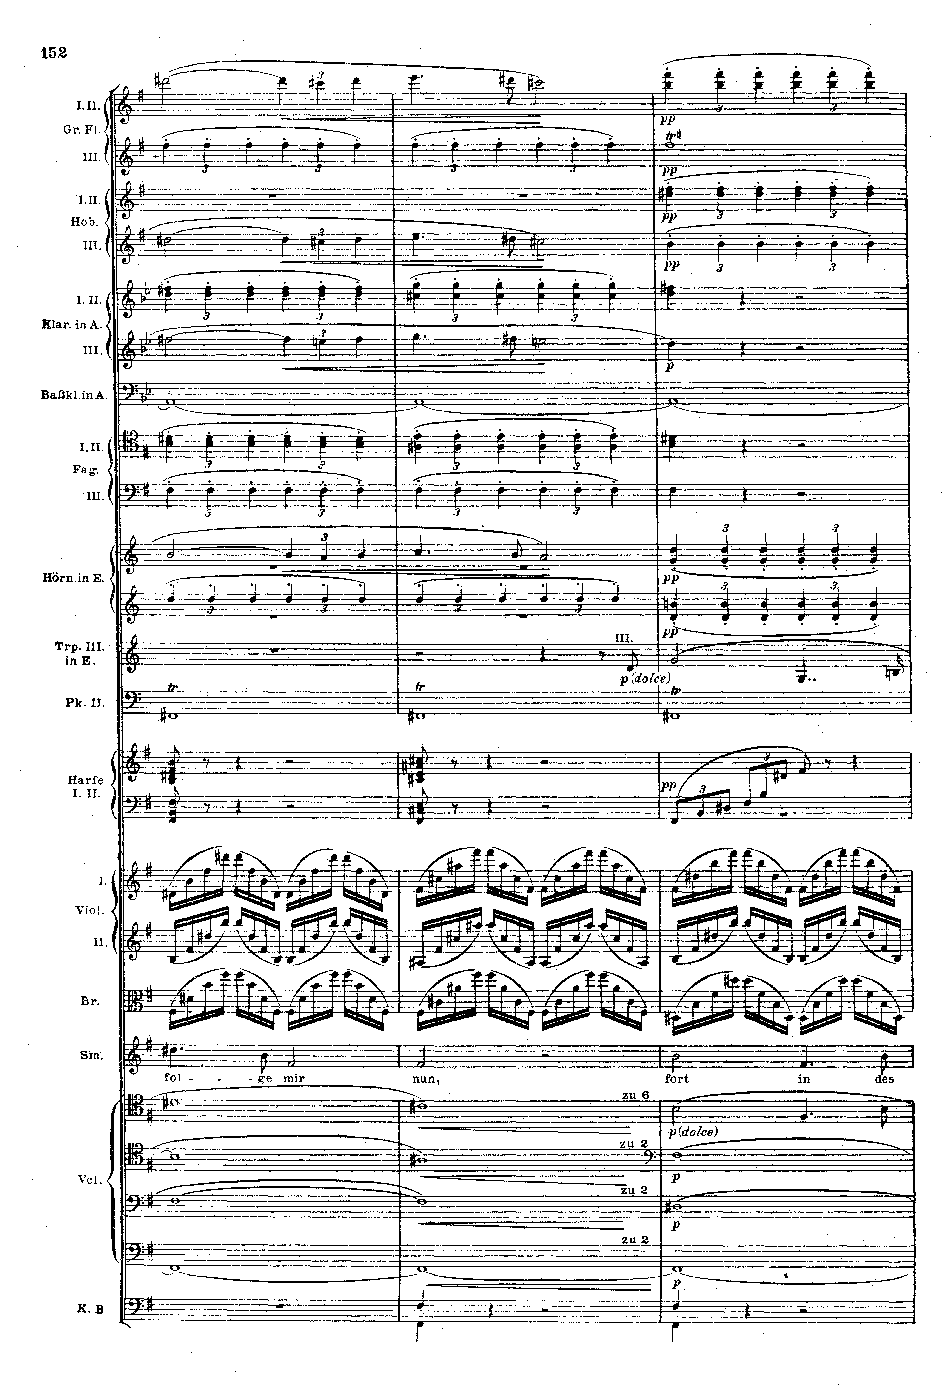 152
I. II.
Gr. Fl.
III.
pp
tr
pp
I. II.
Hob.
III.
pp
pp
I. II.
Klar. in A.
III.
p
Baßkl. in A.
I. II.
Fag.
III.
Hörn. in E.
pp
pp
Trp. III.
in E.
III.
p (dolce)
Pk. II.
tr tr tr
Harfe
I. II.
pp
I.
Viol.
II.
Br.
fol - - - ge mir nun, fort in des
zu 6
p (dolce)
zu 2
p
Vcl.
zu 2
p
zu 2
p
K. B